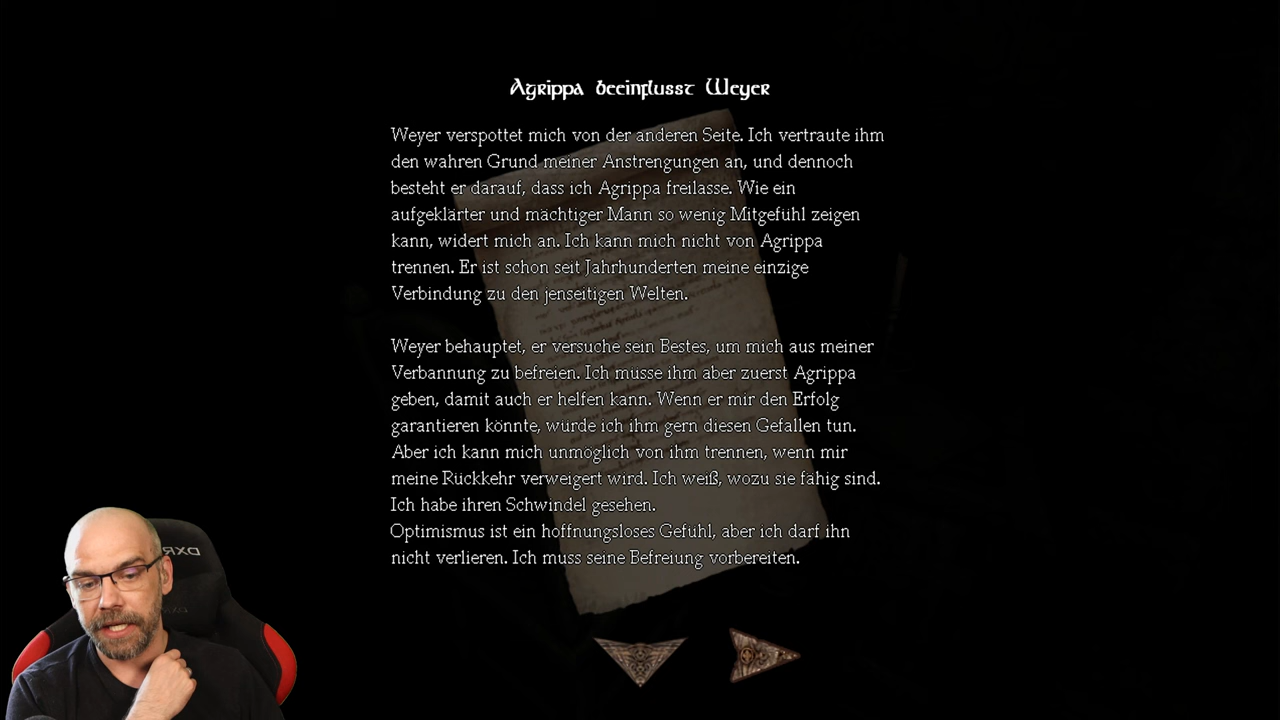 Agrippa beeinflusst Weyer
Weyer verspottet mich von der anderen Seite. Ich vertraute ihm
den wahren Grund meiner Anstrengungen an, und dennoch
besteht er darauf, dass ich Agrippa freilasse. Wie ein
aufgeklärter und mächtiger Mann so wenig Mitgefühl zeigen
kann, widert mich an. Ich kann mich nicht von Agrippa
trennen. Er ist schon seit Jahrhunderten meine einzige
Verbindung zu den jenseitigen Welten.
Weyer behauptet, er versuche sein Bestes, um mich aus meiner
Verbannung zu befreien. Ich müsse ihm aber zuerst Agrippa
geben, damit auch er helfen kann. Wenn er mir den Erfolg
garantieren könnte, würde ich ihm gern diesen Gefallen tun.
Aber ich kann mich unmöglich von ihm trennen, wenn mir
meine Rückkehr verweigert wird. Ich weiß, wozu sie fähig sind.
Ich habe ihren Schwindel gesehen.
Optimismus ist ein hoffnungsloses Gefühl, aber ich darf ihn
nicht verlieren. Ich muss seine Befreiung vorbereiten.
DXR